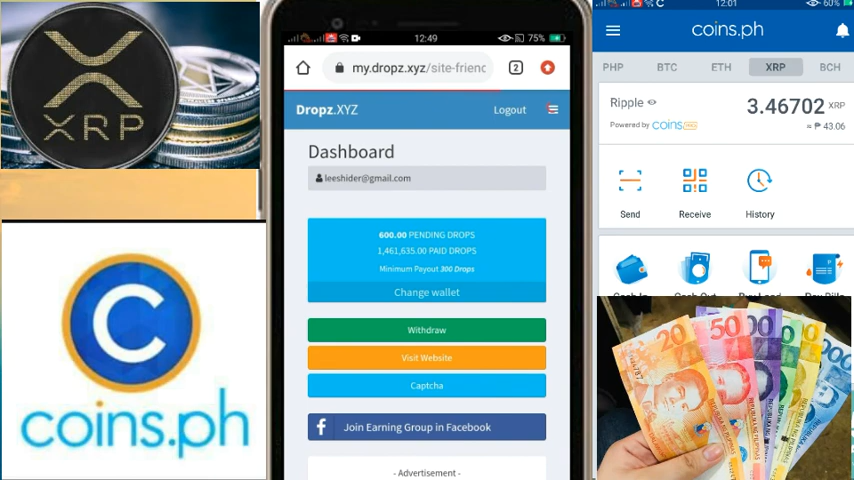 XRP
coins.ph
12:49
75%
my.dropz.xyz/site-frienc
2
Dropz.XYZ
Logout
Dashboard
leeshider@gmail.com
600.00 PENDING DROPS
1,461,635.00 PAID DROPS
Minimum Payout 300 Drops
Change wallet
Withdraw
Visit Website
Captcha
f Join Earning Group in Facebook
- Advertisement -
12:01
60%
coins.ph
PHP BTC ETH XRP BCH
Ripple
3.46702 XRP
Powered by coins
≈ ₱ 43.06
Send Receive History
20
50